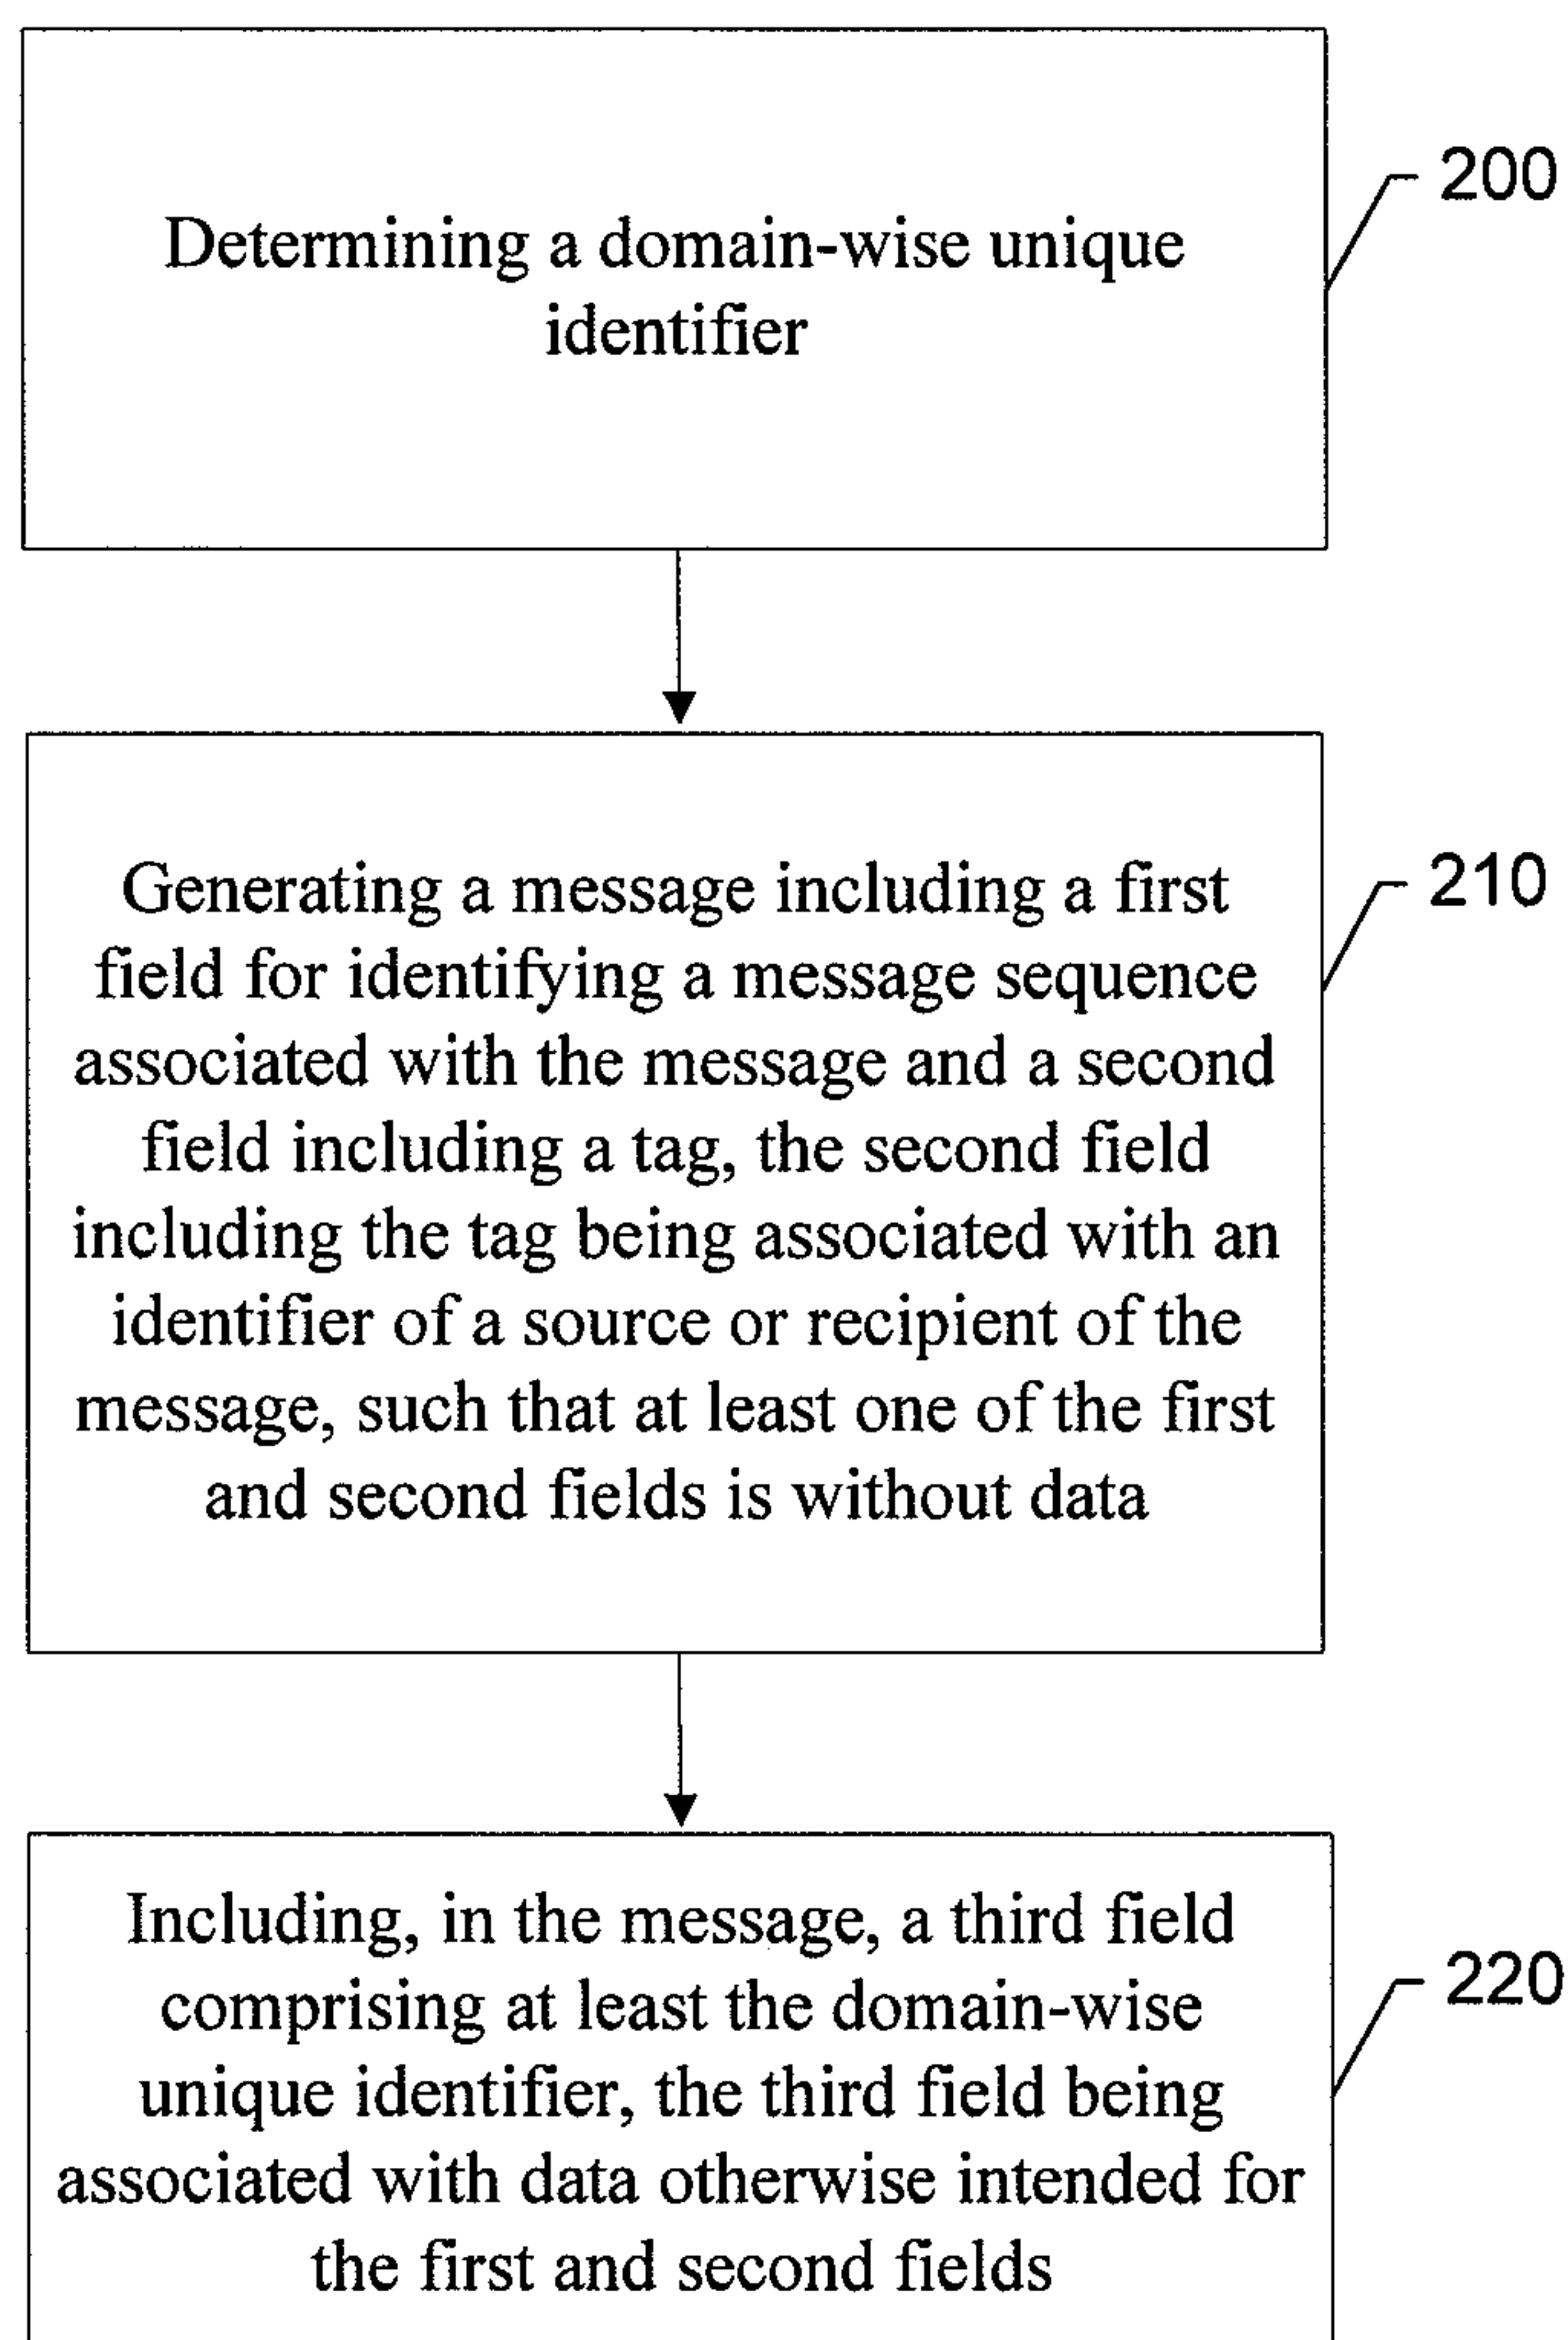 Determining a domain-wise unique
identifier
200
Generating a message including a first
field for identifying a message sequence
associated with the message and a second
field including a tag, the second field
including the tag being associated with an
identifier of a source or recipient of the
message, such that at least one of the first
and second fields is without data
210
Including, in the message, a third field
comprising at least the domain-wise
unique identifier, the third field being
associated with data otherwise intended for
the first and second fields
220